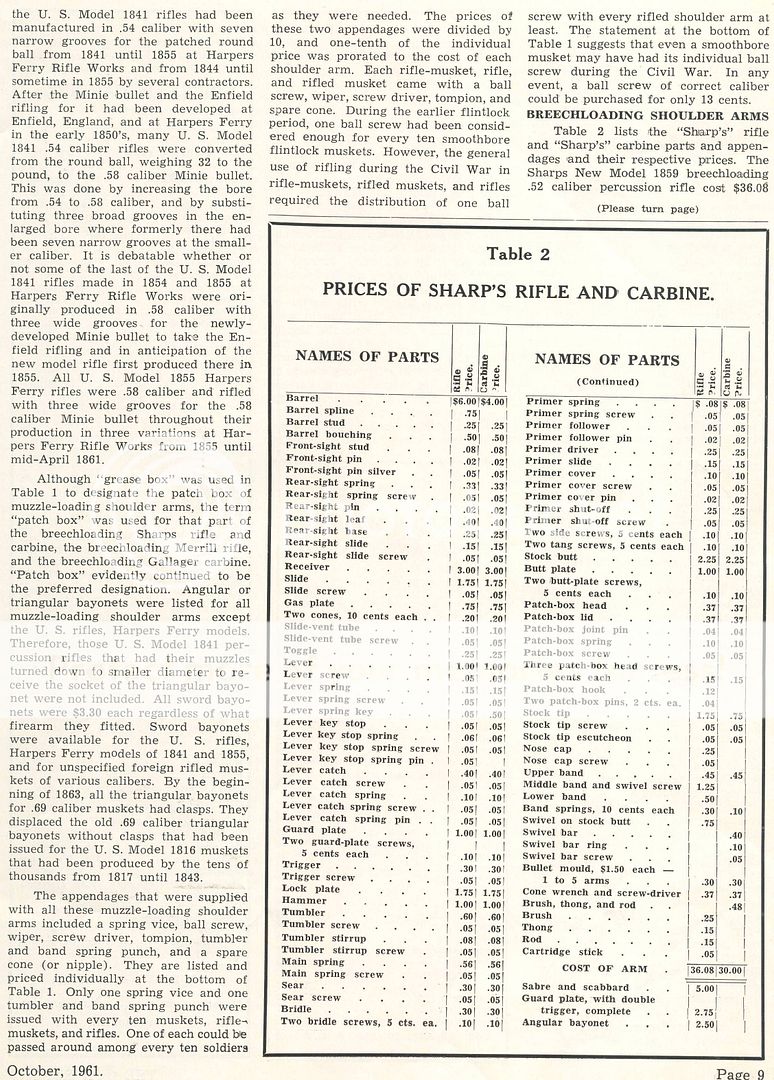 the U. S. Model 1841 rifles had been
manufactured in .54 caliber with seven
narrow grooves for the patched round
ball from 1841 until 1855 at Harpers
Ferry Rifle Works and from 1844 until
sometime in 1855 by several contractors.
After the Minie bullet and the Enfield
rifling for it had been developed at
Enfield, England, and at Harpers Ferry
in the early 1850's, many U. S. Model
1841 .54 caliber rifles were converted
from the round ball, weighing 32 to the
pound, to the .58 caliber Minie bullet.
This was done by increasing the bore
from .54 to .58 caliber, and by substi-
tuting three broad grooves in the en-
larged bore where formerly there had
been seven narrow grooves at the small-
er caliber. It is debatable whether or
not some of the last of the U. S. Model
1841 rifles made in 1854 and 1855 at
Harpers Ferry Rifle Works were ori-
ginally produced in .58 caliber with
three wide grooves for the newly-
developed Minie bullet to take the En-
field rifling and in anticipation of the
new model rifle first produced there in
1855. All U. S. Model 1855 Harpers
Ferry rifles were .58 caliber and rifled
with three wide grooves for the .58
caliber Minie bullet throughout their
production in three variations at Har-
pers Ferry Rifle Works from 1855 until
mid-April 1861.
Although "grease box" was used in
Table 1 to designate the patch box of
muzzle-loading shoulder arms, the term
"patch box" was used for that part of
the breechloading Sharps rifle and
carbine, the breechloading Merrill rifle,
and the breechloading Gallager carbine.
"Patch box" evidently continued to be
the preferred designation. Angular or
triangular bayonets were listed for all
muzzle-loading shoulder arms except
the U. S. rifles, Harpers Ferry models.
Therefore, those U. S. Model 1841 per-
cussion rifles that had their muzzles
turned down to smaller diameter to re-
ceive the socket of the triangular bayo-
net were not included. All sword bayo-
nets were $3.30 each regardless of what
firearm they fitted. Sword bayonets
were available for the U. S. rifles,
Harpers Ferry models of 1841 and 1855,
and for unspecified foreign rifled mus-
kets of various calibers. By the begin-
ning of 1863, all the triangular bayonets
for .69 caliber muskets had clasps. They
displaced the old .69 caliber triangular
bayonets without clasps that had been
issued for the U. S. Model 1816 muskets
that had been produced by the tens of
thousands from 1817 until 1843.
The appendages that were supplied
with all these muzzle-loading shoulder
arms included a spring vice, ball screw,
wiper, screw driver, tompion, tumbler
and band spring punch, and a spare
cone (or nipple). They are listed and
priced individually at the bottom of
Table 1. Only one spring vice and one
tumbler and band spring punch were
issued with every ten muskets, rifle-
muskets, and rifles. One of each could be
passed around among every ten soldiers
as they were needed. The prices of
these two appendages were divided by
10, and one-tenth of the individual
price was prorated to the cost of each
shoulder arm. Each rifle-musket, rifle,
and rifled musket came with a ball
screw, wiper, screw driver, tompion, and
spare cone. During the earlier flintlock
period, one ball screw had been consid-
ered enough for every ten smoothbore
flintlock muskets. However, the general
use of rifling during the Civil War in
rifle-muskets, rifled muskets, and rifles
required the distribution of one ball
screw with every rifled shoulder arm at
least. The statement at the bottom of
Table 1 suggests that even a smoothbore
musket may have had its individual ball
screw during the Civil War. In any
event, a ball screw of correct caliber
could be purchased for only 13 cents.
BREECHLOADING SHOULDER ARMS
Table 2 lists the "Sharp's" rifle
and "Sharp's" carbine parts and appen-
dages and their respective prices. The
Sharps New Model 1859 breechloading
.52 caliber percussion rifle cost $36.08
(Please turn page)
Table 2
PRICES OF SHARP'S RIFLE AND CARBINE.
NAMES OF PARTS Rifle Price. Carbine Price.
Barrel $6.00 $4.00
Barrel spline .75
Barrel stud .25 .25
Barrel bouching .50 .50
Front-sight stud .08 .08
Front-sight pin .02 .02
Front-sight pin silver .05 .05
Rear-sight spring .33 .33
Rear-sight spring screw .05 .05
Rear-sight pin .02 .02
Rear-sight leaf .40 .40
Rear-sight base .25 .25
Rear-sight slide .15 .15
Rear-sight slide screw .05 .05
Receiver 3.00 3.00
Slide 1.75 1.75
Slide screw .05 .05
Gas plate .75 .75
Two cones, 10 cents each .20 .20
Slide-vent tube .10 .10
Slide-vent tube screw .05 .05
Toggle .25 .25
Lever 1.00 1.00
Lever screw .05 .05
Lever spring .15 .15
Lever spring screw .05 .05
Lever spring key .05 .50
Lever key stop .05 .05
Lever key stop spring .06 .06
Lever key stop spring screw .05 .05
Lever key stop spring pin .05
Lever catch .40 .40
Lever catch screw .05 .05
Lever catch spring .10 .10
Lever catch spring screw .05 .05
Lever catch spring pin .05 .05
Guard plate 1.00 1.00
Two guard-plate screws,
5 cents each .10 .10
Trigger .30 .30
Trigger screw .05 .05
Lock plate 1.75 1.75
Hammer 1.00 1.00
Tumbler .60 .60
Tumbler screw .05 .05
Tumbler stirrup .08 .08
Tumbler stirrup screw .05 .05
Main spring .56 .56
Main spring screw .05 .05
Sear .30 .30
Sear screw .05 .05
Bridle .30 .30
Two bridle screws, 5 cts. ea. .10 .10
NAMES OF PARTS (Continued) Rifle Price. Carbine Price.
Primer spring $ .08 $ .08
Primer spring screw .05 .05
Primer follower .05 .05
Primer follower pin .02 .02
Primer driver .25 .25
Primer slide .15 .15
Primer cover .10 .10
Primer cover screw .05 .05
Primer cover pin .02 .02
Primer shut-off .25 .25
Primer shut-off screw .05 .05
Two side screws, 5 cents each .10 .10
Two tang screws, 5 cents each .10 .10
Stock butt 2.25 2.25
Butt plate 1.00 1.00
Two butt-plate screws,
5 cents each .10 .10
Patch-box head .37 .37
Patch-box lid .37 .37
Patch-box joint pin .04 .04
Patch-box spring .10 .10
Patch-box screw .05 .05
Three patch-box head screws,
5 cents each .15 .15
Patch-box hook .12
Two patch-box pins, 2 cts. ea. .04
Stock tip 1.75 .75
Stock tip screw .05 .05
Stock tip escutcheon .05 .05
Nose cap .25
Nose cap screw .05
Upper band .45 .45
Middle band and swivel screw 1.25
Lower band .50
Band springs, 10 cents each .30 .10
Swivel on stock butt .75
Swivel bar .40
Swivel bar ring .10
Swivel bar screw .05
Bullet mould, $1.50 each —
1 to 5 arms .30 .30
Cone wrench and screw-driver .37 .37
Brush, thong, and rod .48
Brush .25
Thong .15
Rod .15
Cartridge stick .05
COST OF ARM 36.08 30.00
Sabre and scabbard 5.00
Guard plate, with double
trigger, complete 2.75
Angular bayonet 2.50
October, 1961.
Page 9